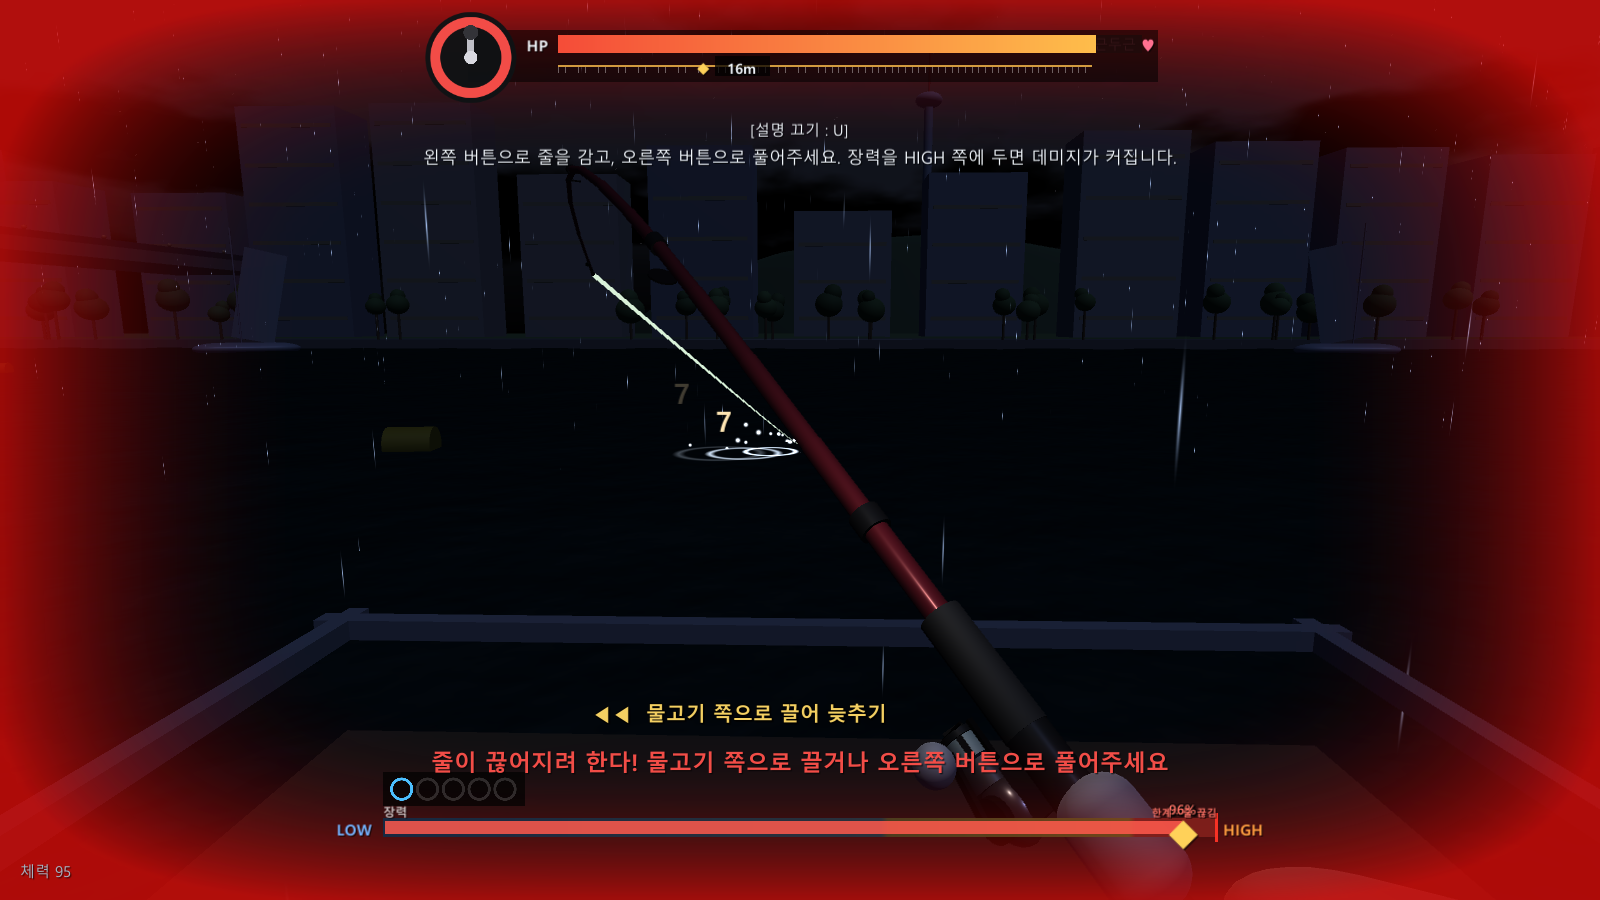 HP
16m
[설명 끄기 : U]
왼쪽 버튼으로 줄을 감고, 오른쪽 버튼으로 풀어주세요. 장력을 HIGH 쪽에 두면 데미지가 커집니다.
7
7
◀◀ 물고기 쪽으로 끌어 늦추기
줄이 끊어지려 한다! 물고기 쪽으로 끌거나 오른쪽 버튼으로 풀어주세요
장력
96%
끊김
LOW
HIGH
체력 95